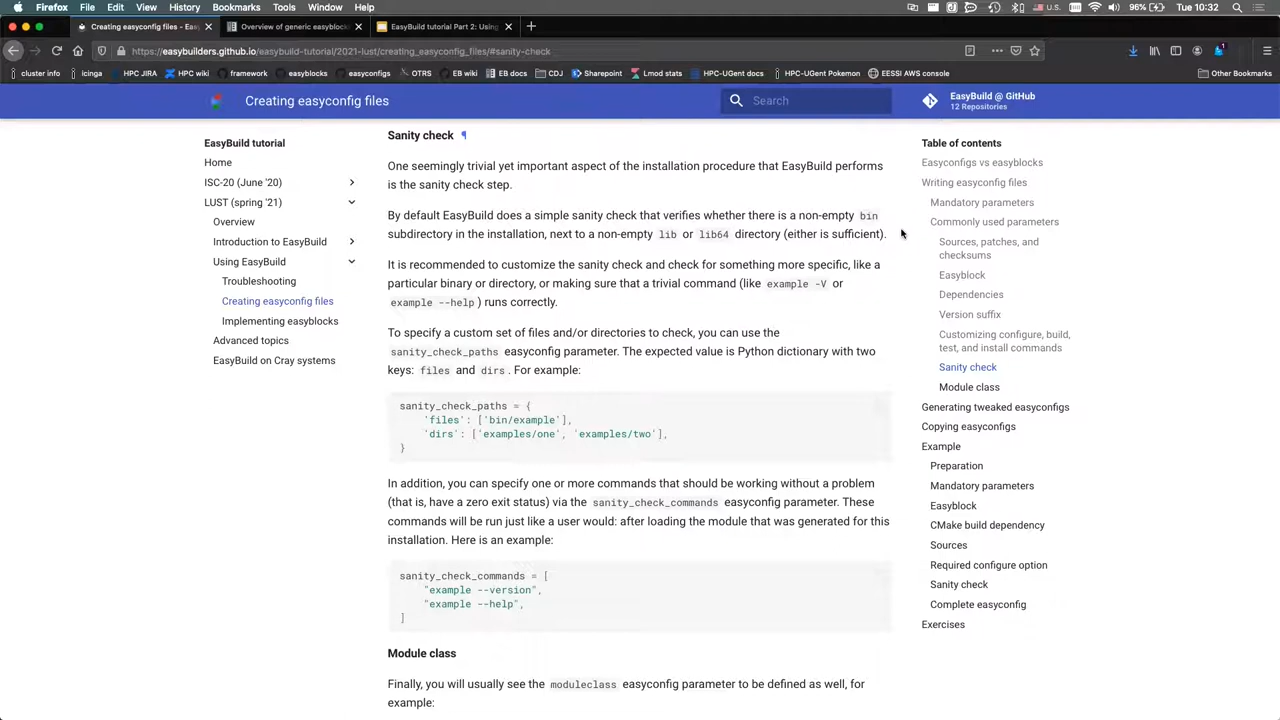 Firefox File Edit View History Bookmarks Tools Window Help
96% Tue 10:32
Creating easyconfig files - Eas
Overview of generic easyblocks
EasyBuild tutorial Part 2: Using
https://easybuilders.github.io/easybuild-tutorial/2021-lust/creating_easyconfig_files/#sanity-check
cluster info
Icinga
HPC JIRA
HPC wiki
framework
easyblocks
easyconfigs
OTRS
EB wiki
EB docs
CDJ
Sharepoint
Lmod stats
HPC-UGent docs
HPC-UGent Pokemon
EESSI AWS console
Other Bookmarks
Creating easyconfig files
Search
EasyBuild @ GitHub
12 Repositories
EasyBuild tutorial
Home
ISC-20 (June '20)
LUST (spring '21)
Overview
Introduction to EasyBuild
Using EasyBuild
Troubleshooting
Creating easyconfig files
Implementing easyblocks
Advanced topics
EasyBuild on Cray systems
Sanity check ¶
One seemingly trivial yet important aspect of the installation procedure that EasyBuild performs
is the sanity check step.
By default EasyBuild does a simple sanity check that verifies whether there is a non-empty bin
subdirectory in the installation, next to a non-empty lib or lib64 directory (either is sufficient).
It is recommended to customize the sanity check and check for something more specific, like a
particular binary or directory, or making sure that a trivial command (like example -V or
example --help ) runs correctly.
To specify a custom set of files and/or directories to check, you can use the
sanity_check_paths easyconfig parameter. The expected value is Python dictionary with two
keys: files and dirs . For example:
sanity_check_paths = {
'files': ['bin/example'],
'dirs': ['examples/one', 'examples/two'],
}
In addition, you can specify one or more commands that should be working without a problem
(that is, have a zero exit status) via the sanity_check_commands easyconfig parameter. These
commands will be run just like a user would: after loading the module that was generated for this
installation. Here is an example:
sanity_check_commands = [
"example --version",
"example --help",
]
Module class
Finally, you will usually see the moduleclass easyconfig parameter to be defined as well, for
example:
Table of contents
Easyconfigs vs easyblocks
Writing easyconfig files
Mandatory parameters
Commonly used parameters
Sources, patches, and
checksums
Easyblock
Dependencies
Version suffix
Customizing configure, build,
test, and install commands
Sanity check
Module class
Generating tweaked easyconfigs
Copying easyconfigs
Example
Preparation
Mandatory parameters
Easyblock
CMake build dependency
Sources
Required configure option
Sanity check
Complete easyconfig
Exercises